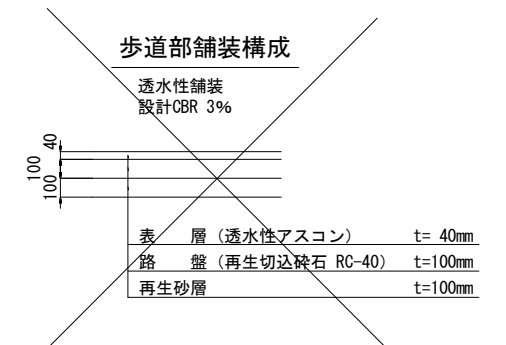 歩道部舗装構成
透水性舗装
設計CBR 3%
40
100
100
表　　層（透水性アスコン）　　t= 40mm
路　　盤（再生切込砕石 RC-40）　t=100mm
再生砂層　　t=100mm